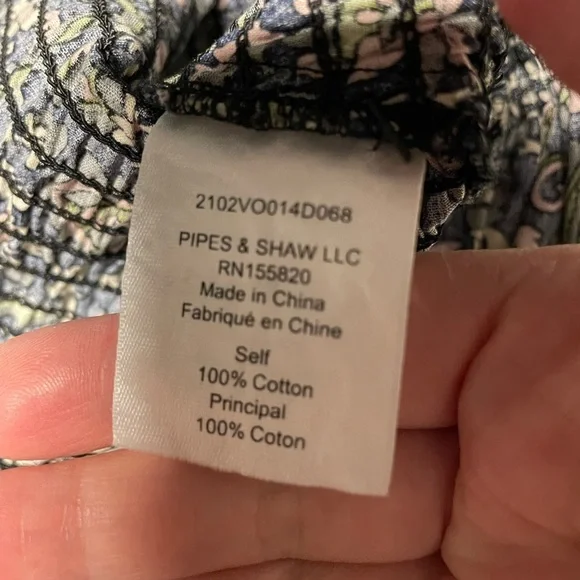 2102VO014D068
PIPES & SHAW LLC
RN155820
Made in China
Fabriqué en Chine
Self
100% Cotton
Principal
100% Coton